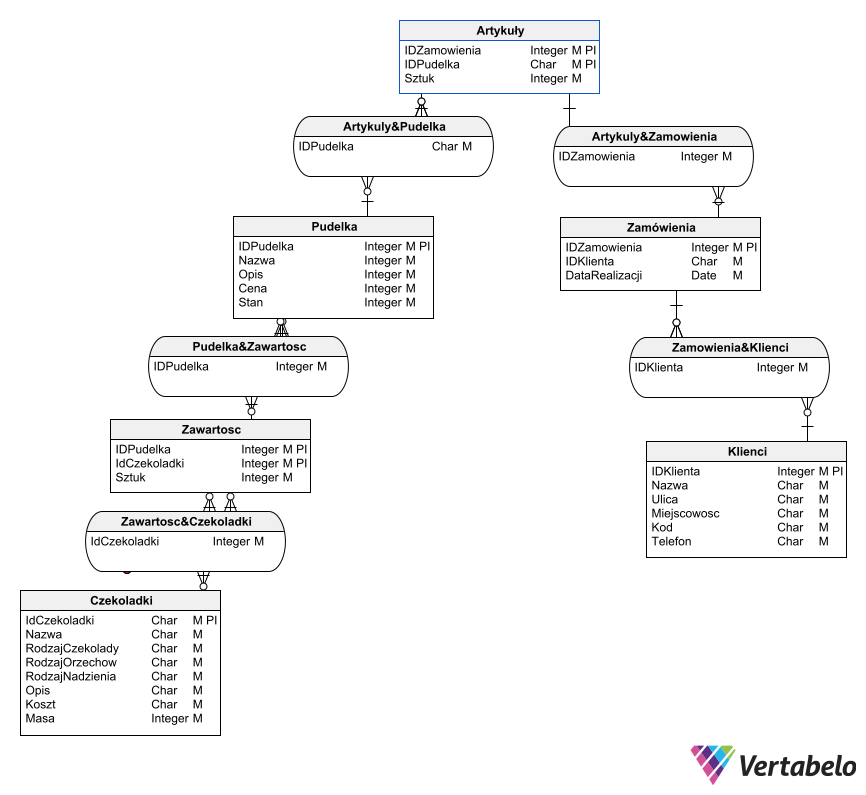 Artykuły
IDZamowienia Integer M PI
IDPudelka Char M PI
Sztuk Integer M
Artykuly&Pudelka
IDPudelka Char M
Artykuly&Zamowienia
IDZamowienia Integer M
Pudelka
IDPudelka Integer M PI
Nazwa Integer M
Opis Integer M
Cena Integer M
Stan Integer M
Zamówienia
IDZamowienia Integer M PI
IDKlienta Char M
DataRealizacji Date M
Pudelka&Zawartosc
IDPudelka Integer M
Zamowienia&Klienci
IDKlienta Integer M
Zawartosc
IDPudelka Integer M PI
IdCzekoladki Integer M PI
Sztuk Integer M
Klienci
IDKlienta Integer M PI
Nazwa Char M
Ulica Char M
Miejscowosc Char M
Kod Char M
Telefon Char M
Zawartosc&Czekoladki
IdCzekoladki Integer M
Czekoladki
IdCzekoladki Char M PI
Nazwa Char M
RodzajCzekolady Char M
RodzajOrzechow Char M
RodzajNadzienia Char M
Opis Char M
Koszt Char M
Masa Integer M
Vertabelo